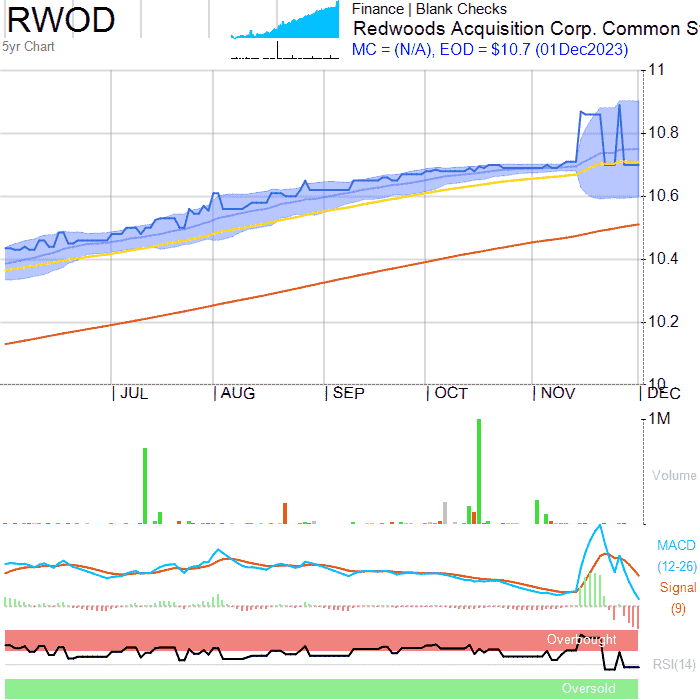 RWOD
5yr Chart
Finance | Blank Checks
Redwoods Acquisition Corp. Common S
MC = (N/A), EOD = $10.7 (01Dec2023)
11
10.8
10.6
10.4
10.2
10
JUL AUG SEP OCT NOV DEC
1M
Volume
MACD
(12-26)
Signal
(9)
Overbought
RSI(14)
Oversold